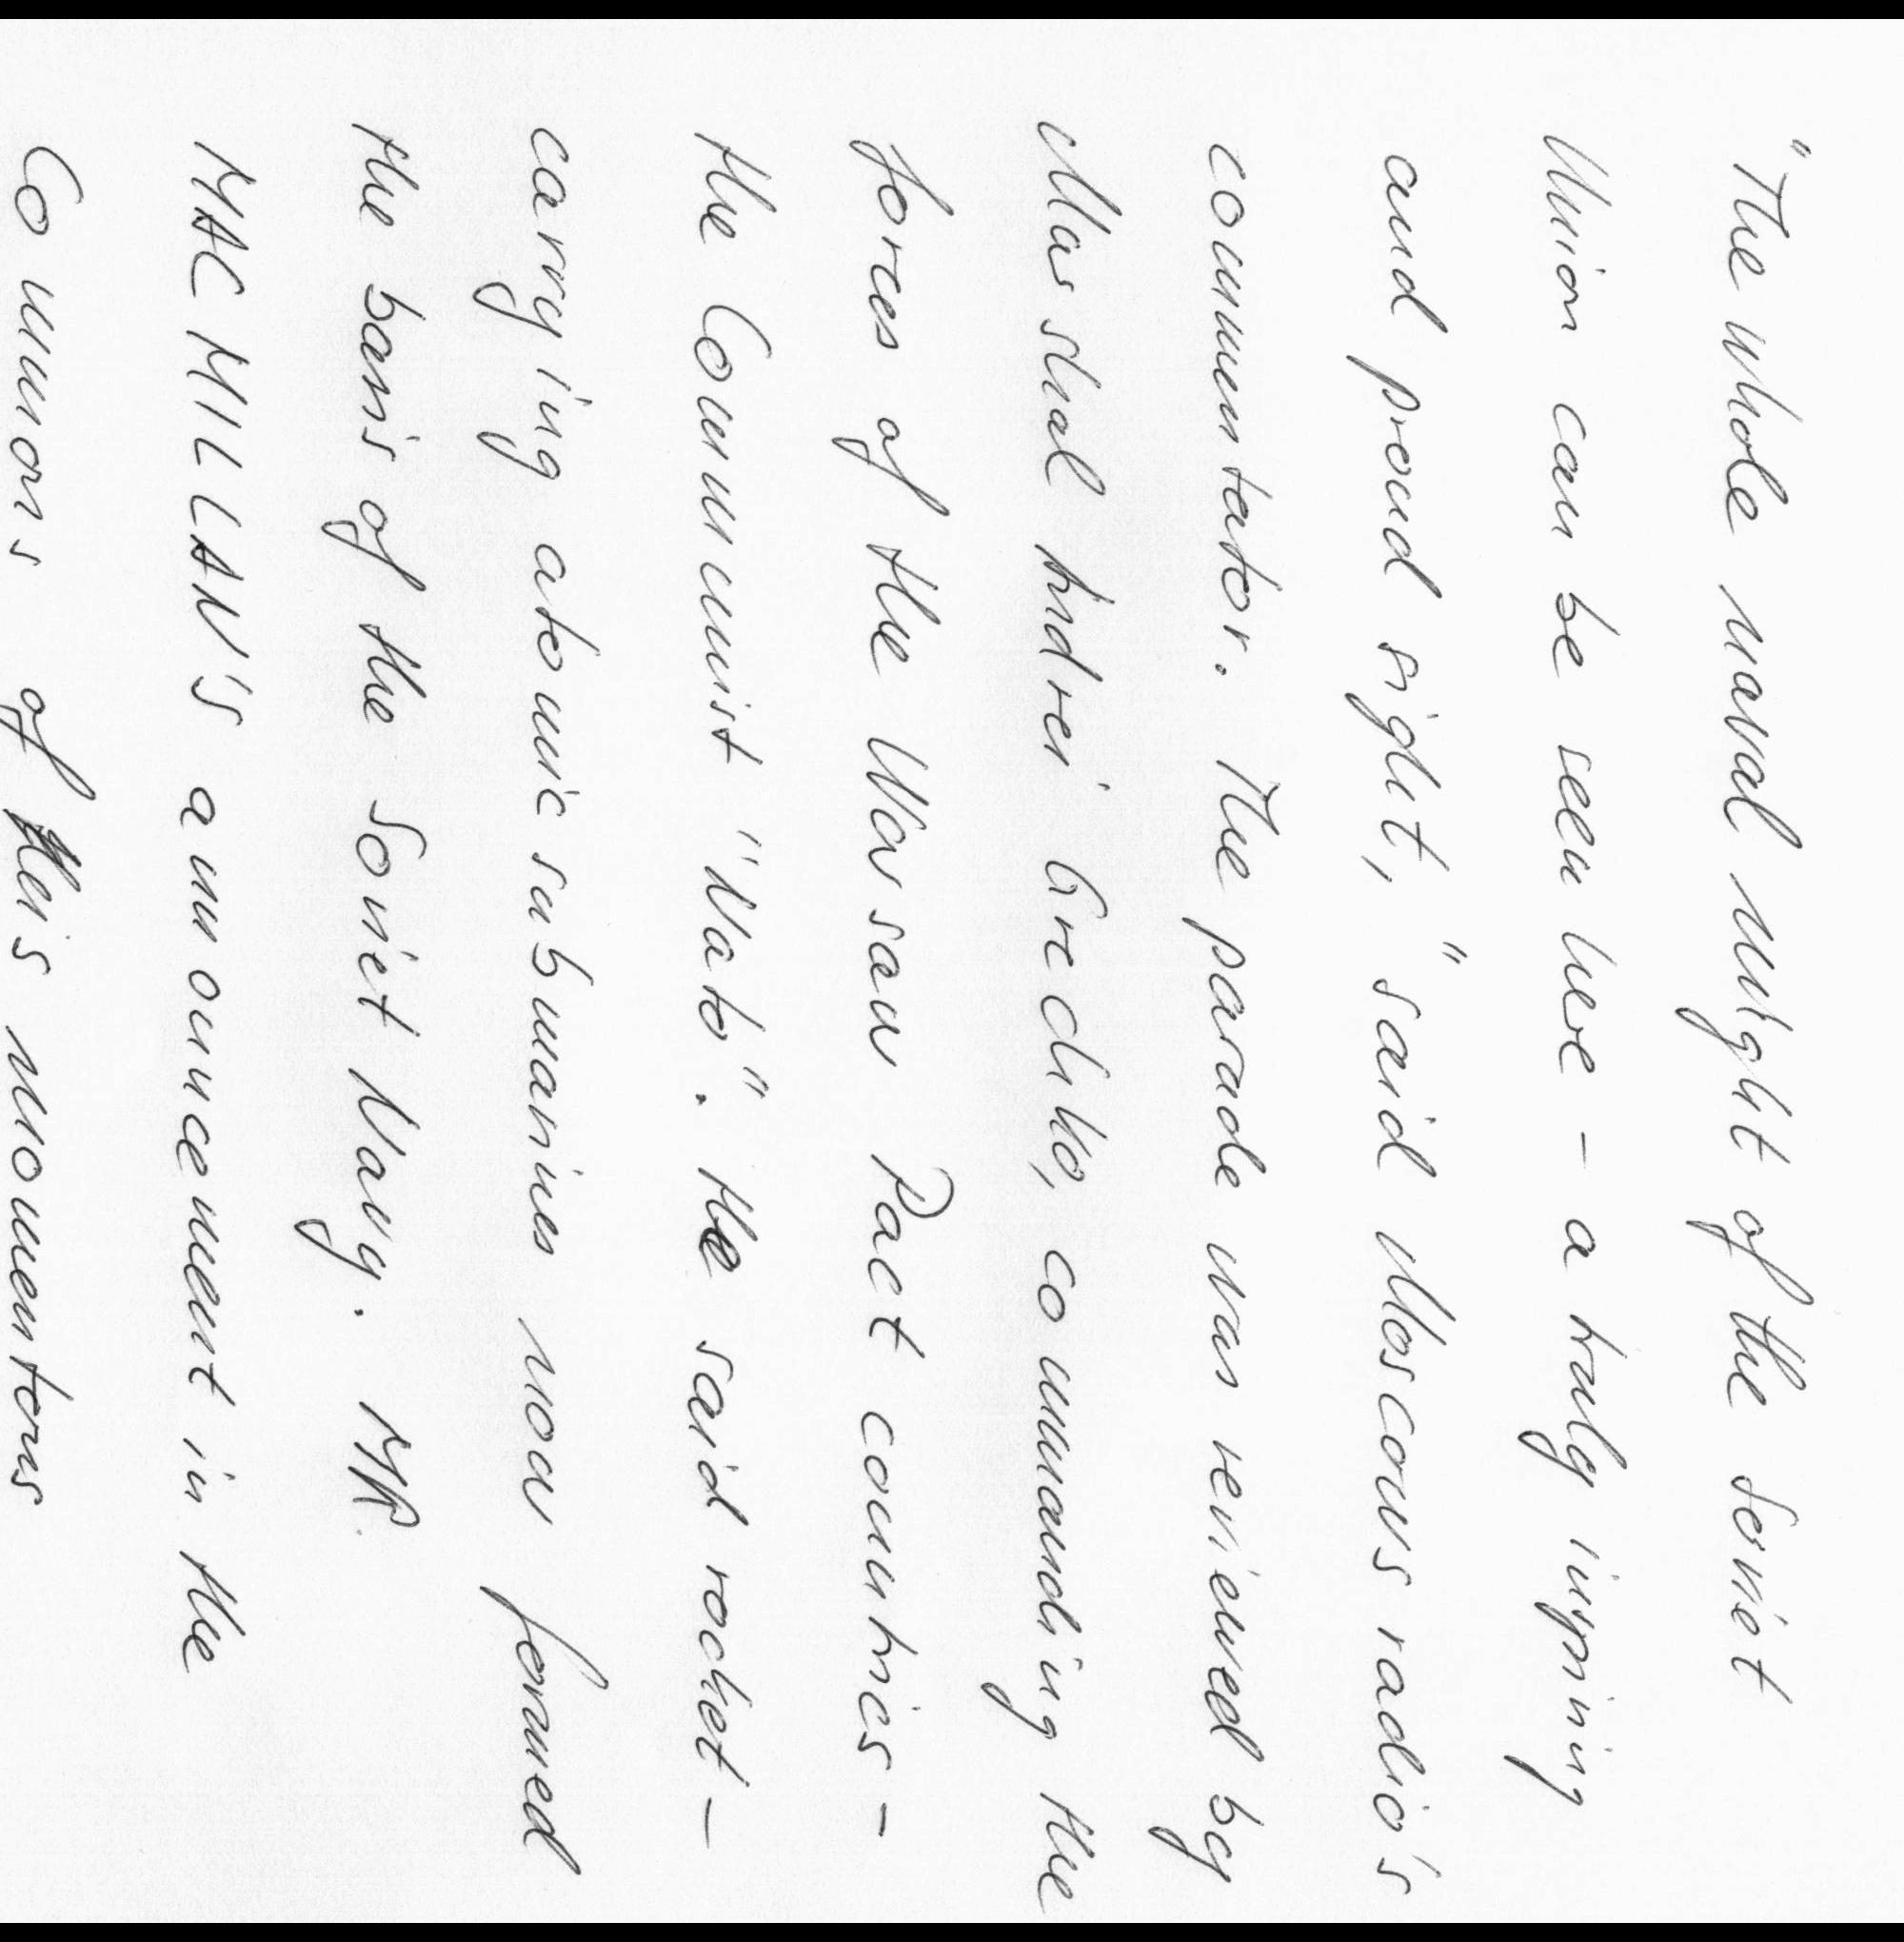 "The whole naval might of the Soviet
Union can be seen here - a truly inspiring
and proud sight," said Moscows radio's
commentator. The parade was reviewed by
Marshal Andrei Grechko, commanding the
forces of the Warsaw Pact countries -
the Communist "Nato". He said rocket -
carrying atomic submarines now formed
the basis of the Soviet Navy. MR.
MACMILLAN'S announcement in the
Commons of this momentous